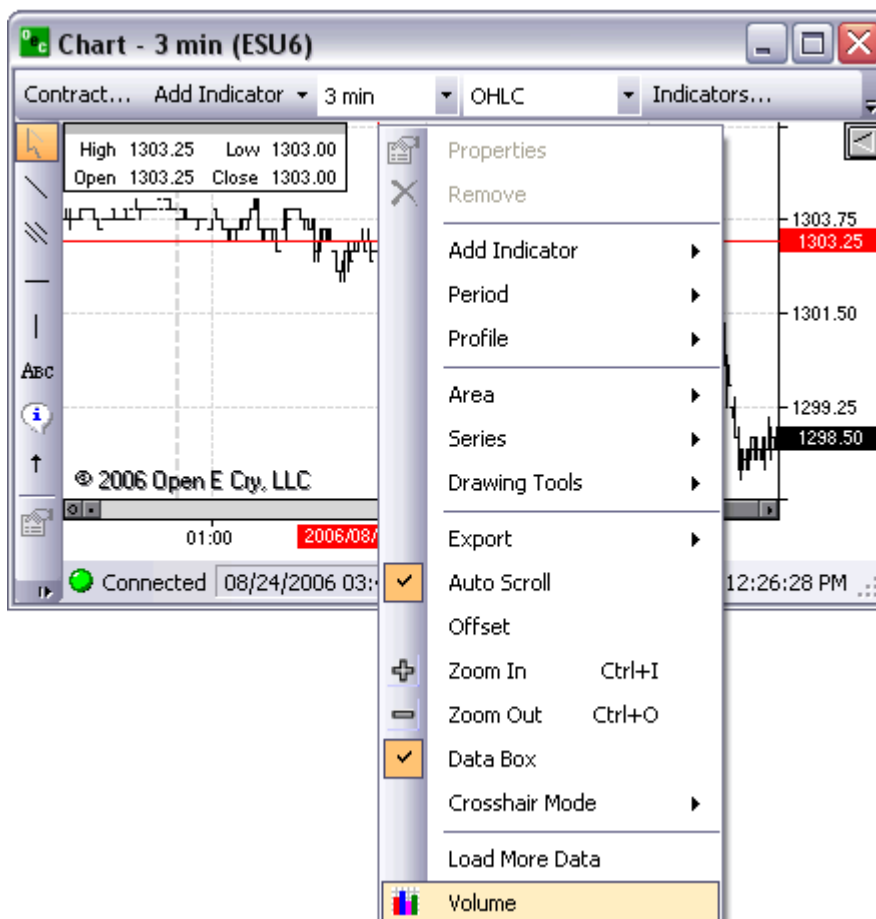 oec Chart - 3 min (ESU6)
Contract... Add Indicator 3 min OHLC Indicators...
High 1303.25 Low 1303.00
Open 1303.25 Close 1303.00
1303.75
1303.25
1301.50
1299.25
1298.50
ABC
© 2006 Open E Cry, LLC
01:00 2006/08/
Connected 08/24/2006 03: 12:26:28 PM
Properties
Remove
Add Indicator
Period
Profile
Area
Series
Drawing Tools
Export
Auto Scroll
Offset
Zoom In Ctrl+I
Zoom Out Ctrl+O
Data Box
Crosshair Mode
Load More Data
Volume